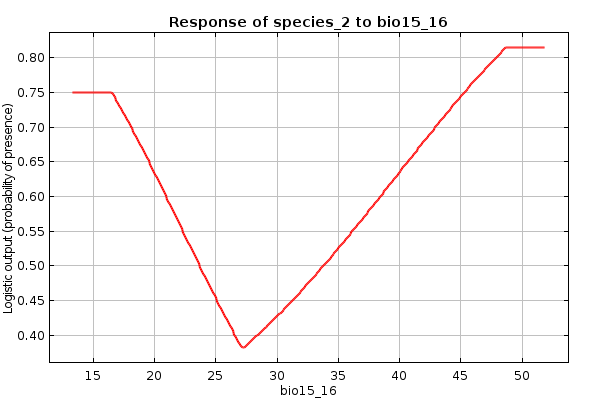 Response of species_2 to bio15_16
Logistic output (probability of presence)
0.80
0.75
0.70
0.65
0.60
0.55
0.50
0.45
0.40
15 20 25 30 35 40 45 50
bio15_16